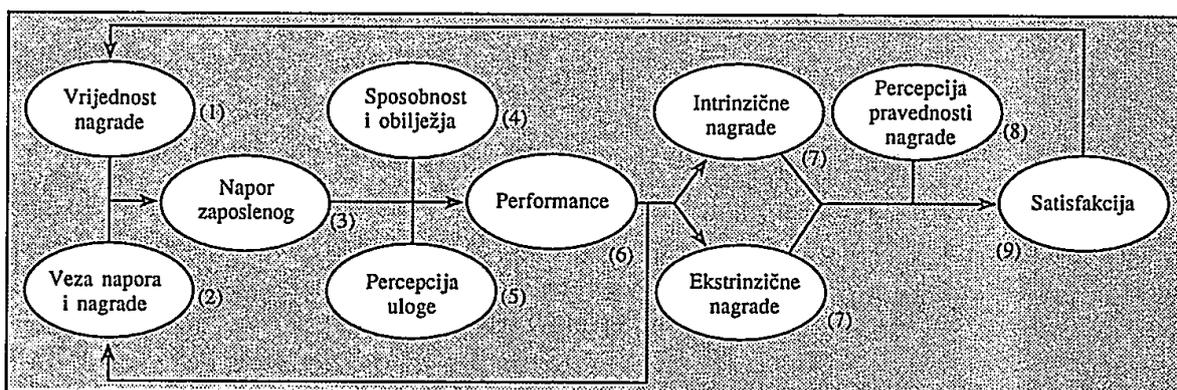 Vrijednost
nagrade
(1)
Veza napora
i nagrade
(2)
Napor
zaposlenog
(3)
Sposobnost
i obilježja
(4)
Percepcija
uloge
(5)
Performance
(6)
Intrinzične
nagrade
(7)
Ekstrinzične
nagrade
(7)
Percepcija
pravednosti
nagrade
(8)
Satisfakcija
(9)